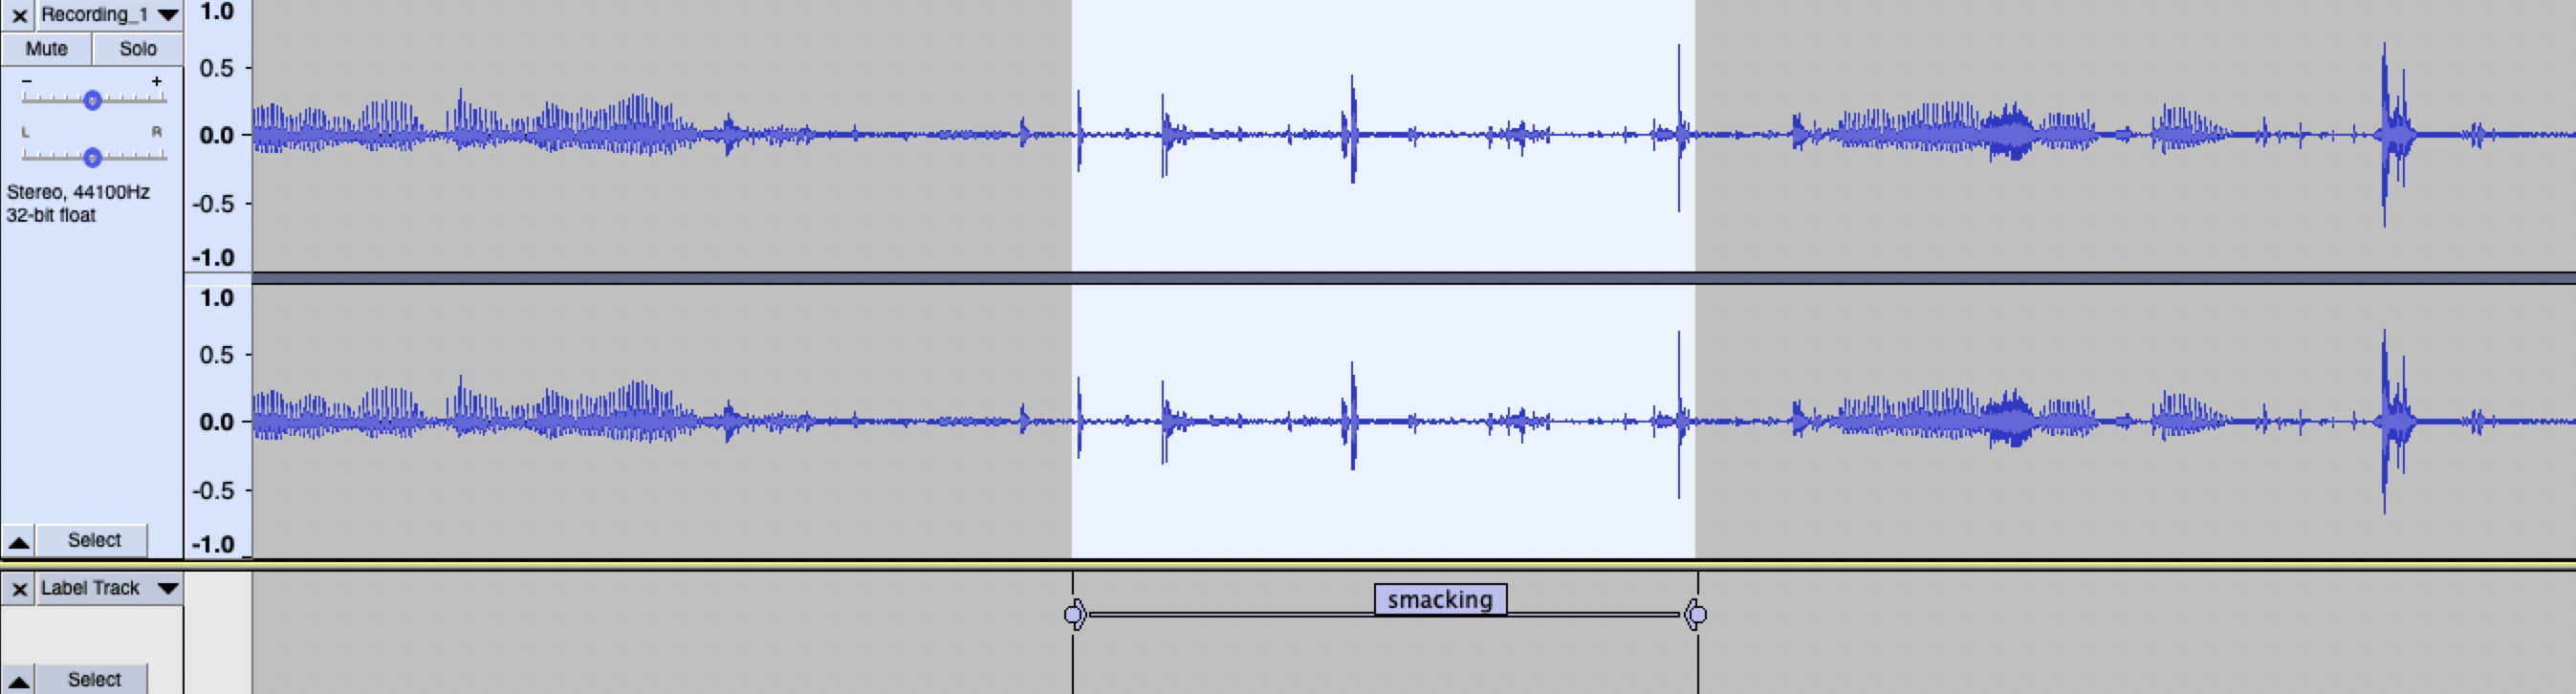 Recording_1
Mute Solo
- +
L R
Stereo, 44100Hz
32-bit float
Select
1.0
0.5
0.0
-0.5
-1.0
1.0
0.5
0.0
-0.5
-1.0
Label Track
smacking
Select